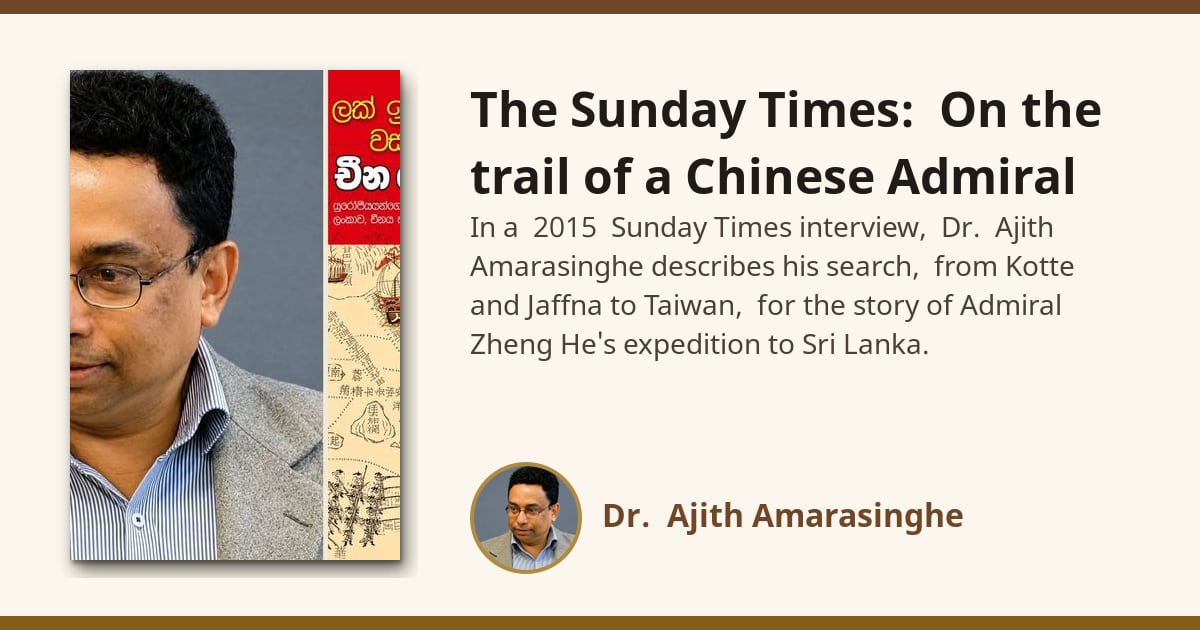 ලක්
චීන
The Sunday Times:  On the
trail of a Chinese Admiral
In a  2015  Sunday Times interview,  Dr.  Ajith
Amarasinghe describes his search,  from Kotte
and Jaffna to Taiwan,  for the story of Admiral
Zheng He's expedition to Sri Lanka.
Dr.  Ajith Amarasinghe